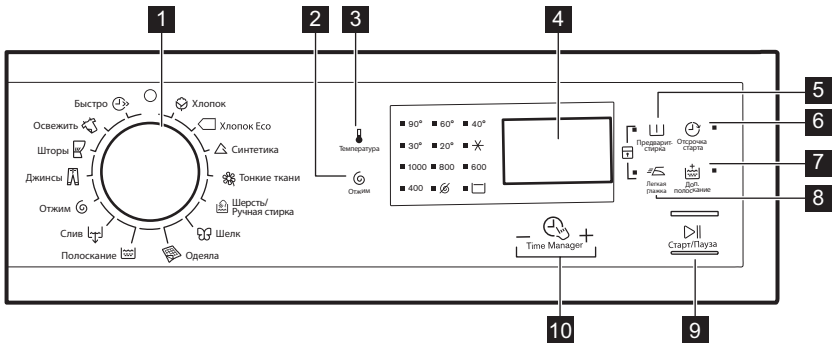 1
2
3
4
5
6
7
8
9
10
Быстро
Освежить
Шторы
Джинсы
Отжим
Слив
Полоскание
Хлопок
Хлопок Eco
Синтетика
Тонкие ткани
Шерсть/
Ручная стирка
Шелк
Одеяла
Температура
Отжим
90° 60° 40°
30° 20°
1000 800 600
400
Time Manager
Предварит.
стирка
Отсрочка
старта
Легкая
Доп.
полоскание
Старт/Пауза